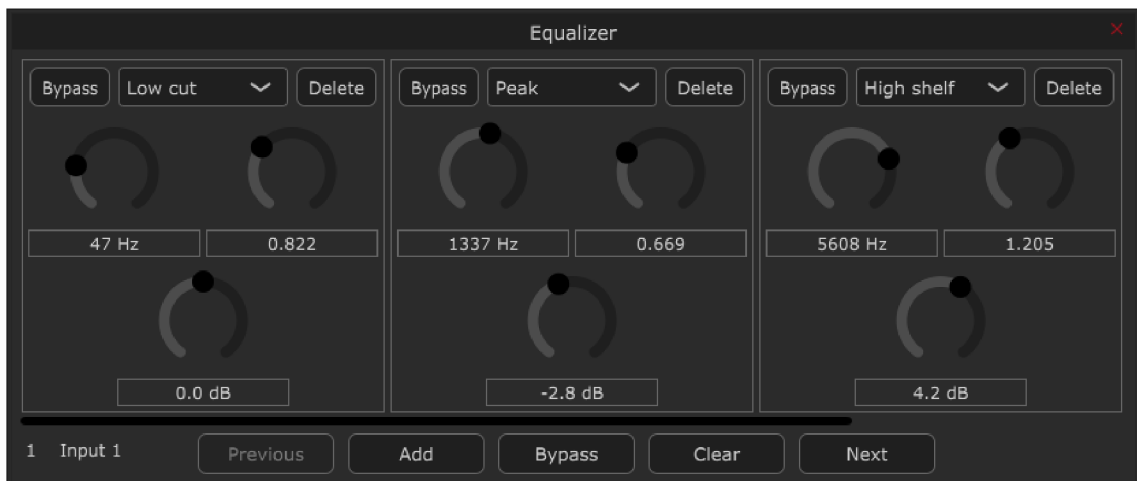 Equalizer
Bypass Low cut Delete Bypass Peak Delete Bypass High shelf Delete
47 Hz 0.822 1337 Hz 0.669 5608 Hz 1.205
0.0 dB -2.8 dB 4.2 dB
1 Input 1 Previous Add Bypass Clear Next